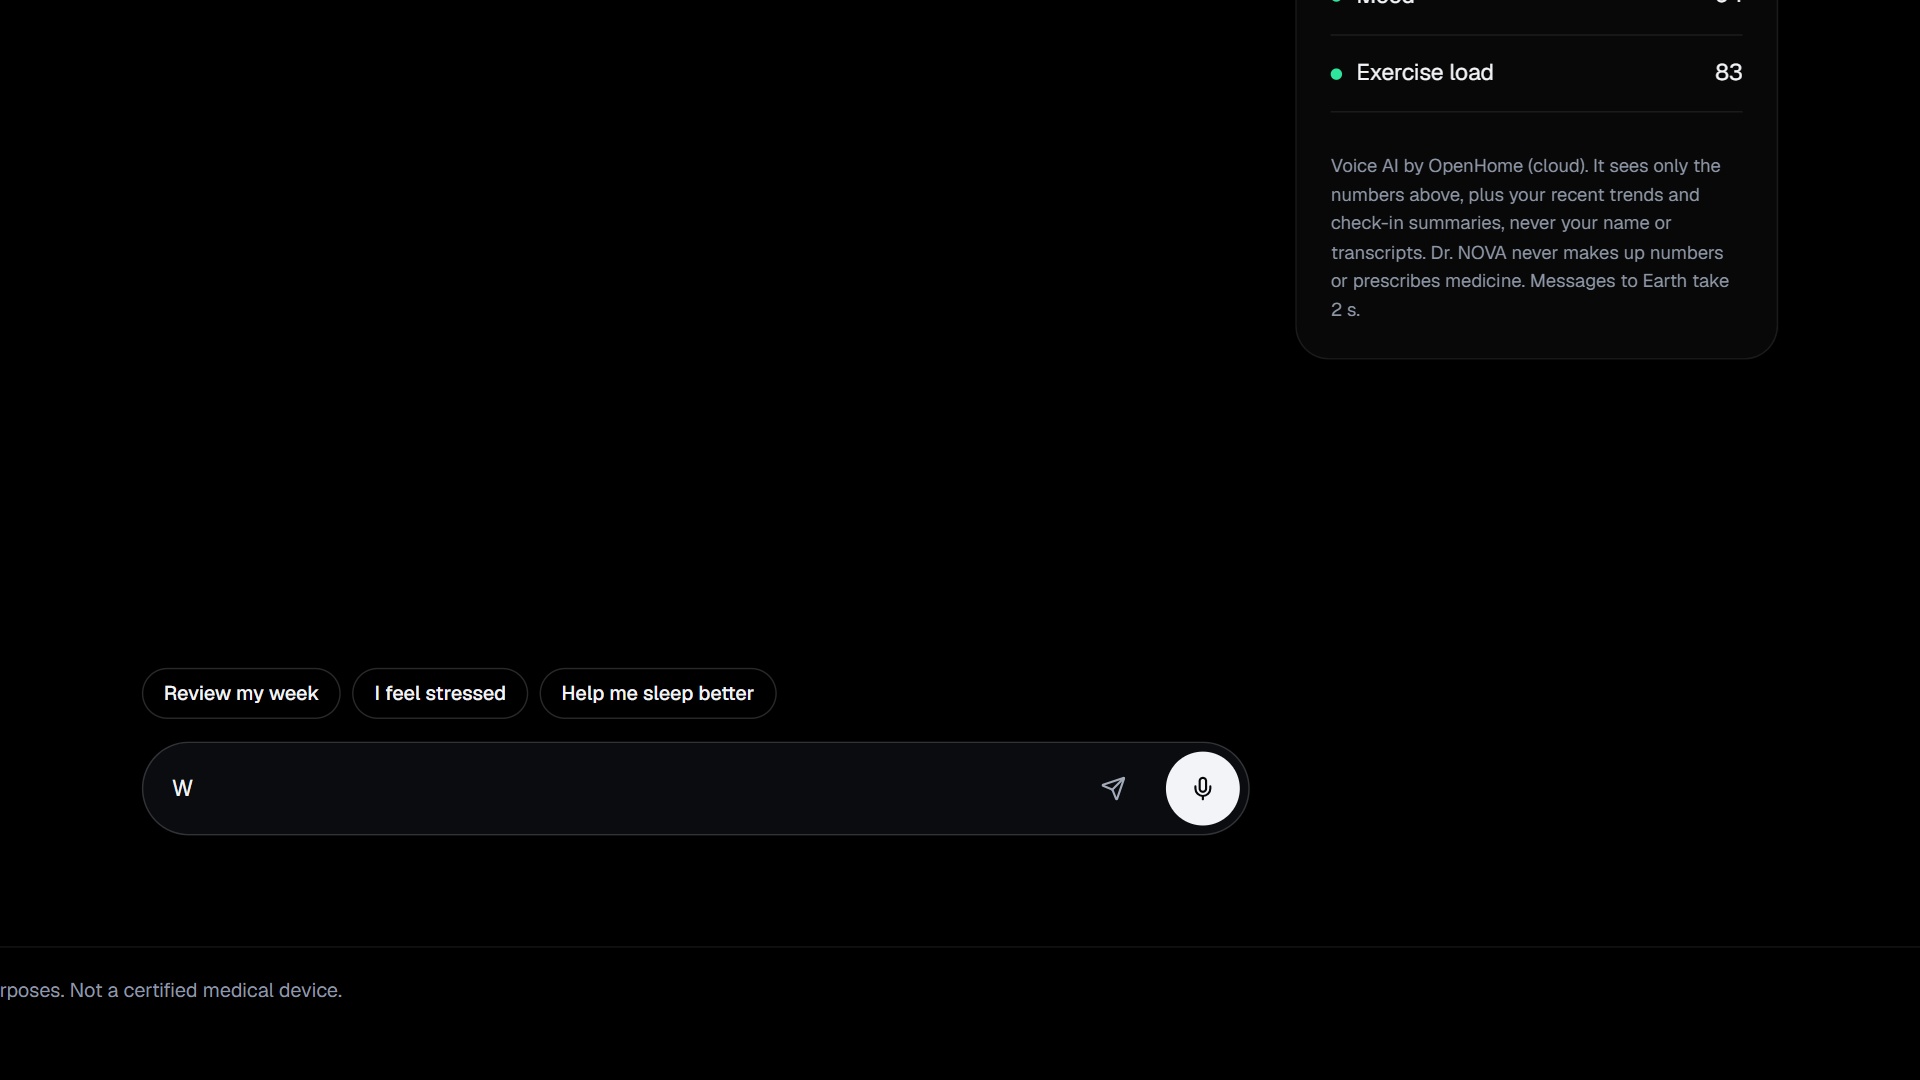 Exercise load 83
Voice AI by OpenHome (cloud). It sees only the
numbers above, plus your recent trends and
check-in summaries, never your name or
transcripts. Dr. NOVA never makes up numbers
or prescribes medicine. Messages to Earth take
2 s.
Review my week I feel stressed Help me sleep better
W
rposes. Not a certified medical device.